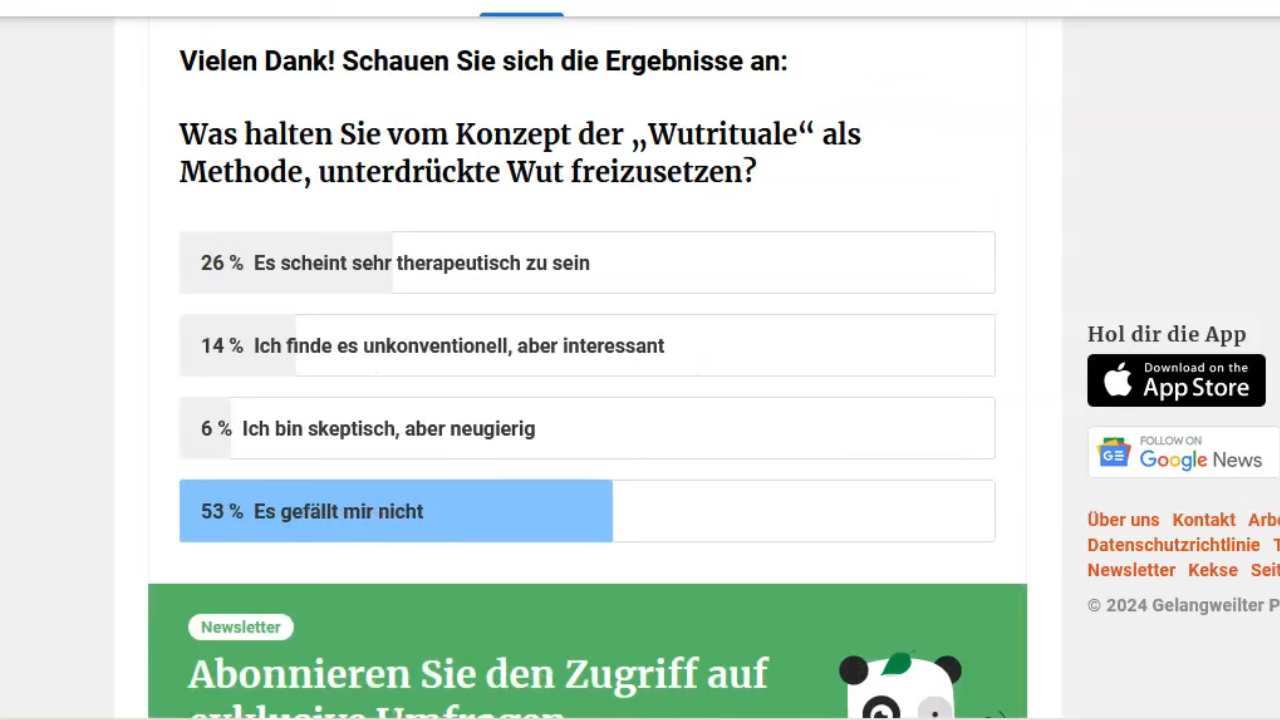 Vielen Dank! Schauen Sie sich die Ergebnisse an:
Was halten Sie vom Konzept der „Wutrituale“ als
Methode, unterdrückte Wut freizusetzen?
26 % Es scheint sehr therapeutisch zu sein
14 % Ich finde es unkonventionell, aber interessant
6 % Ich bin skeptisch, aber neugierig
53 % Es gefällt mir nicht
Newsletter
Abonnieren Sie den Zugriff auf
exklusive Umfragen
Hol dir die App
Download on the
App Store
GE
FOLLOW ON
Google News
Über uns Kontakt
Datenschutzrichtlinie
Newsletter Kekse
© 2024 Gelangweilter